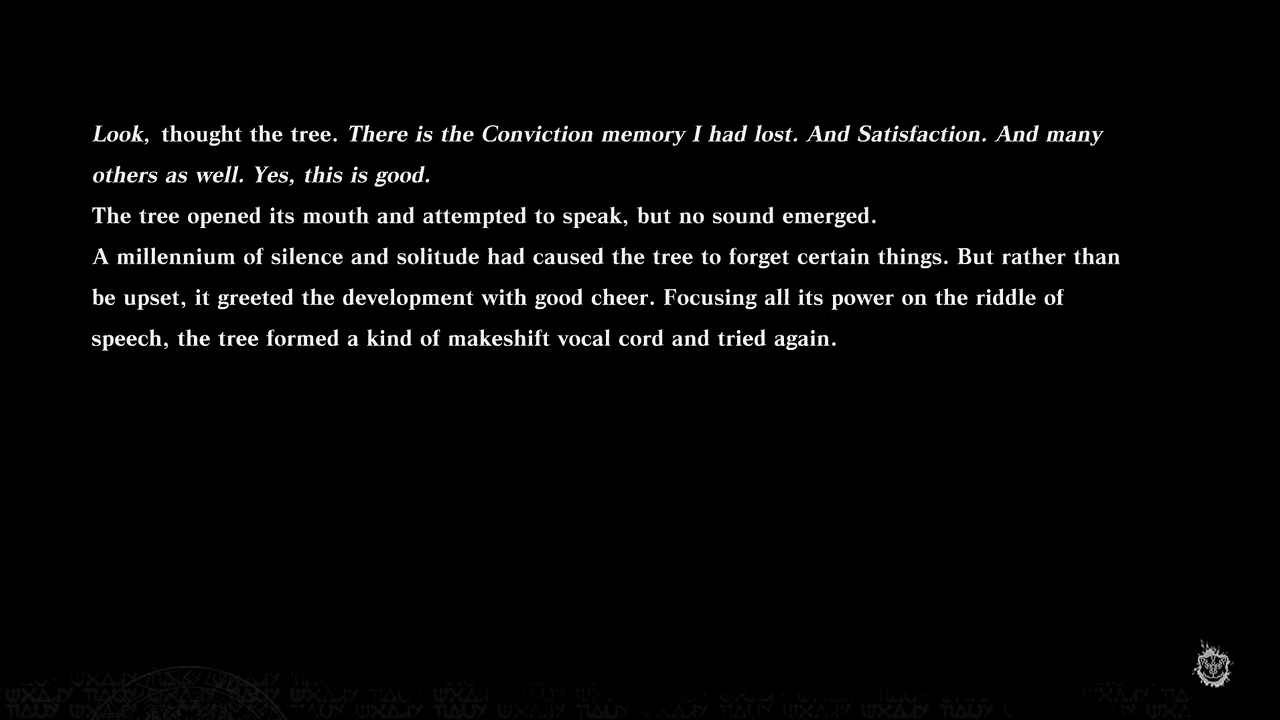 Look, thought the tree. There is the Conviction memory I had lost. And Satisfaction. And many
others as well. Yes, this is good.
The tree opened its mouth and attempted to speak, but no sound emerged.
A millennium of silence and solitude had caused the tree to forget certain things. But rather than
be upset, it greeted the development with good cheer. Focusing all its power on the riddle of
speech, the tree formed a kind of makeshift vocal cord and tried again.